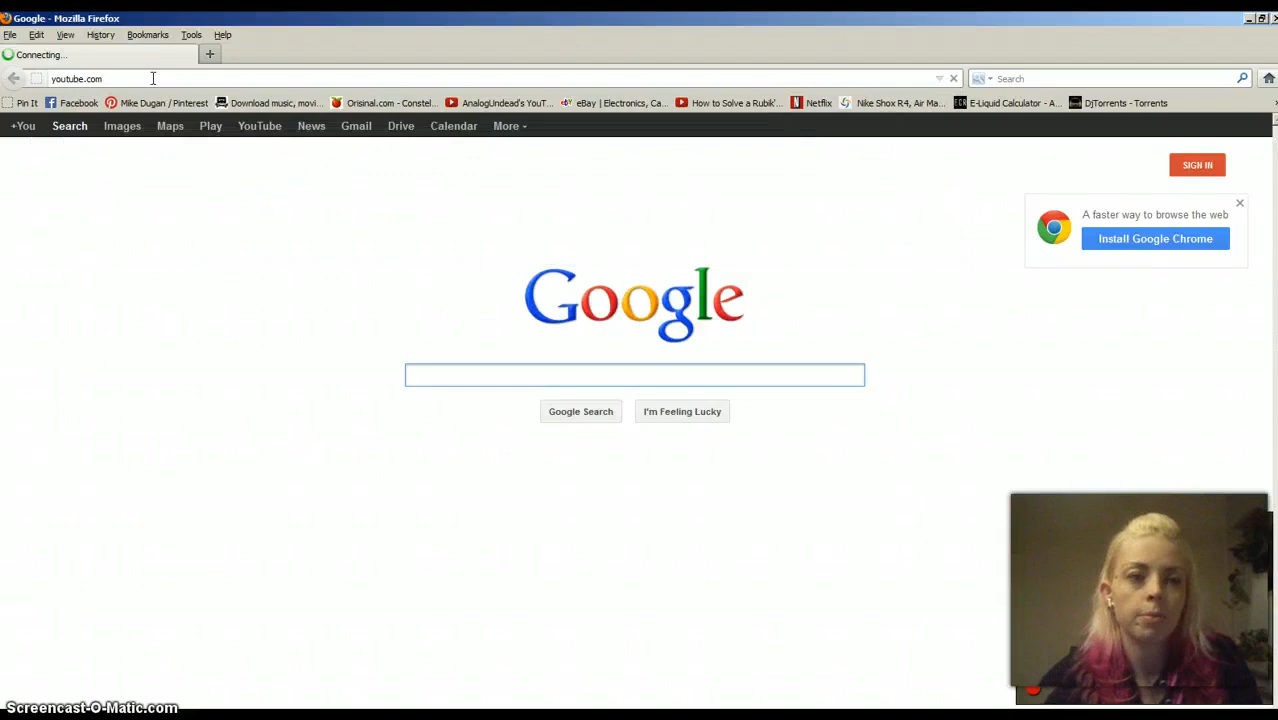 Google - Mozilla Firefox
File Edit View History Bookmarks Tools Help
Connecting...
youtube.com Search
Pin It Facebook Mike Dugan / Pinterest Download music, movi... Orisinal.com - Constel... AnalogUndead's YouT... eBay | Electronics, Ca... How to Solve a Rubik'... Netflix Nike Shox R4, Air Ma... E-Liquid Calculator - A... DjTorrents - Torrents
+You Search Images Maps Play YouTube News Gmail Drive Calendar More
SIGN IN
A faster way to browse the web
Install Google Chrome
Google
Google Search I'm Feeling Lucky
Screencast-O-Matic.com